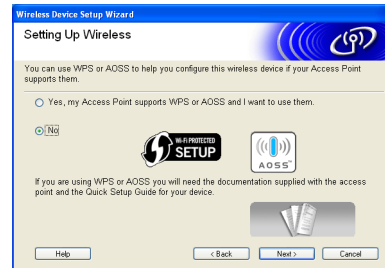 Wireless Device Setup Wizard
Setting Up Wireless
You can use WPS or AOSS to help you configure this wireless device if your Access Point
supports them.
Yes, my Access Point supports WPS or AOSS and I want to use them.
No
Wi-Fi PROTECTED
SETUP
AOSS™
If you are using WPS or AOSS you will need the documentation supplied with the access
point and the Quick Setup Guide for your device.
Help
< Back
Next >
Cancel